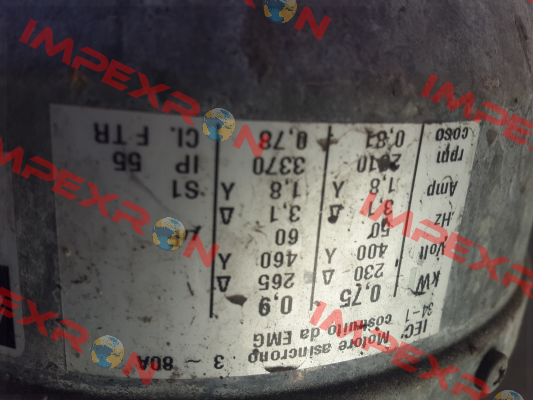 IMPEXRON
IMPEXRON
IMPEXRON
IMPEXRON
IMPEXRON
Motore asincrono 3 ~ 80A
costruito da EMG
IEC 34-1
kW 0,75 0,9
Volt 230 Δ 265 Δ
400 Y 460 Y
Hz 50 60
Amp 3,1 Δ 3,1 Δ
1,8 Y 1,8 Y S1
rpm 3370 IP 55
cosφ 0,81 0,78 Cl. F TR